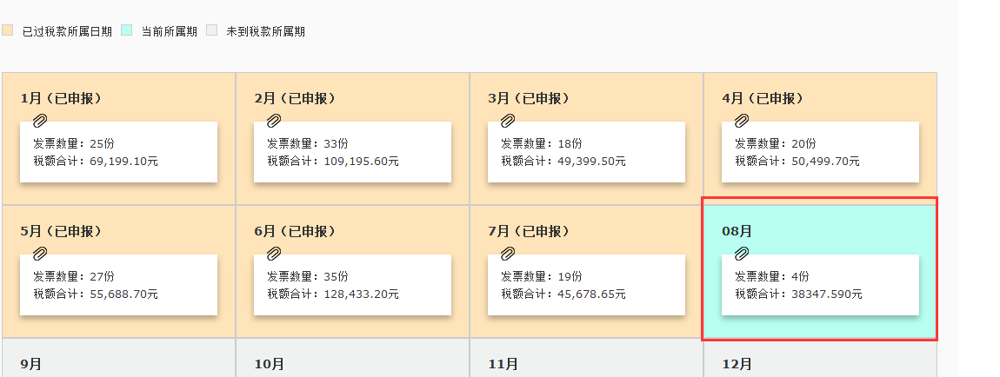 已过税款所属日期 当前所属期 未到税款所属期
1月（已申报） 2月（已申报） 3月（已申报） 4月（已申报）
发票数量：25份 发票数量：33份 发票数量：18份 发票数量：20份
税额合计：69,199.10元 税额合计：109,195.60元 税额合计：49,399.50元 税额合计：50,499.70元
5月（已申报） 6月（已申报） 7月（已申报） 08月
发票数量：27份 发票数量：35份 发票数量：19份 发票数量：4份
税额合计：55,688.70元 税额合计：128,433.20元 税额合计：45,678.65元 税额合计：38347.590元
9月 10月 11月 12月